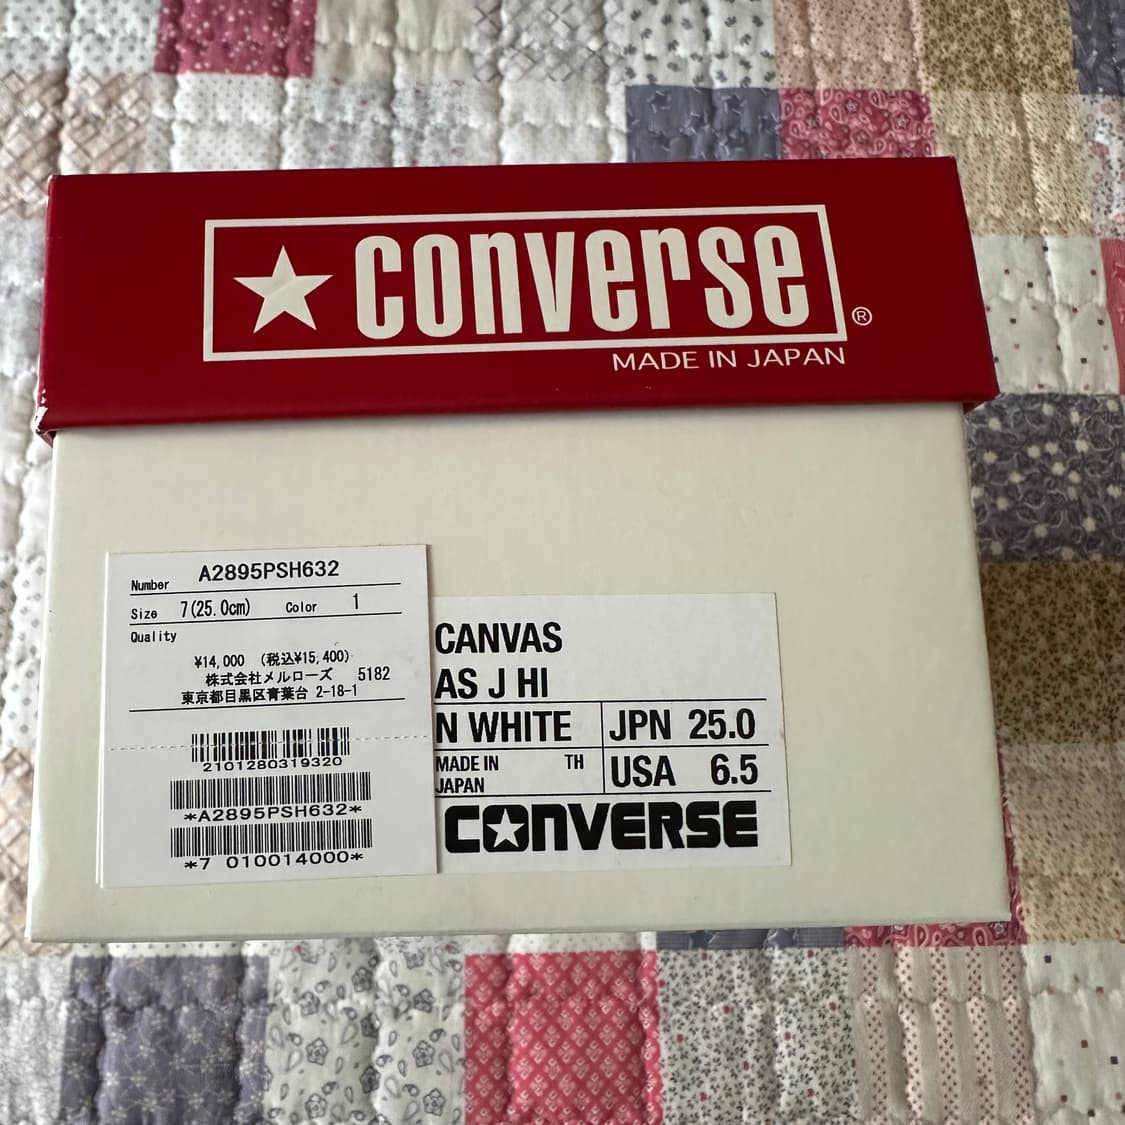 CONVERSE ®
MADE IN JAPAN
Number A2895PSH632
Size 7(25.0cm) Color 1
Quality
¥14,000 (税込¥15,400)
株式会社メルローズ 5182
東京都目黒区青葉台 2-18-1
2101280319320
*A2895PSH632*
*7 010014000*
CANVAS
AS J HI
N WHITE JPN 25.0
MADE IN JAPAN TH USA 6.5
CONVERSE